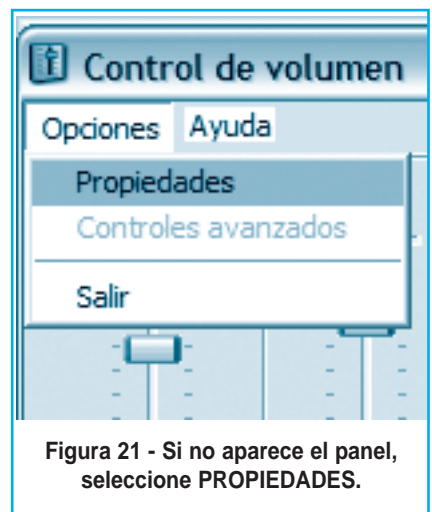 Control de volumen
Opciones Ayuda
Propiedades
Controles avanzados
Salir
Figura 21 - Si no aparece el panel,
seleccione PROPIEDADES.